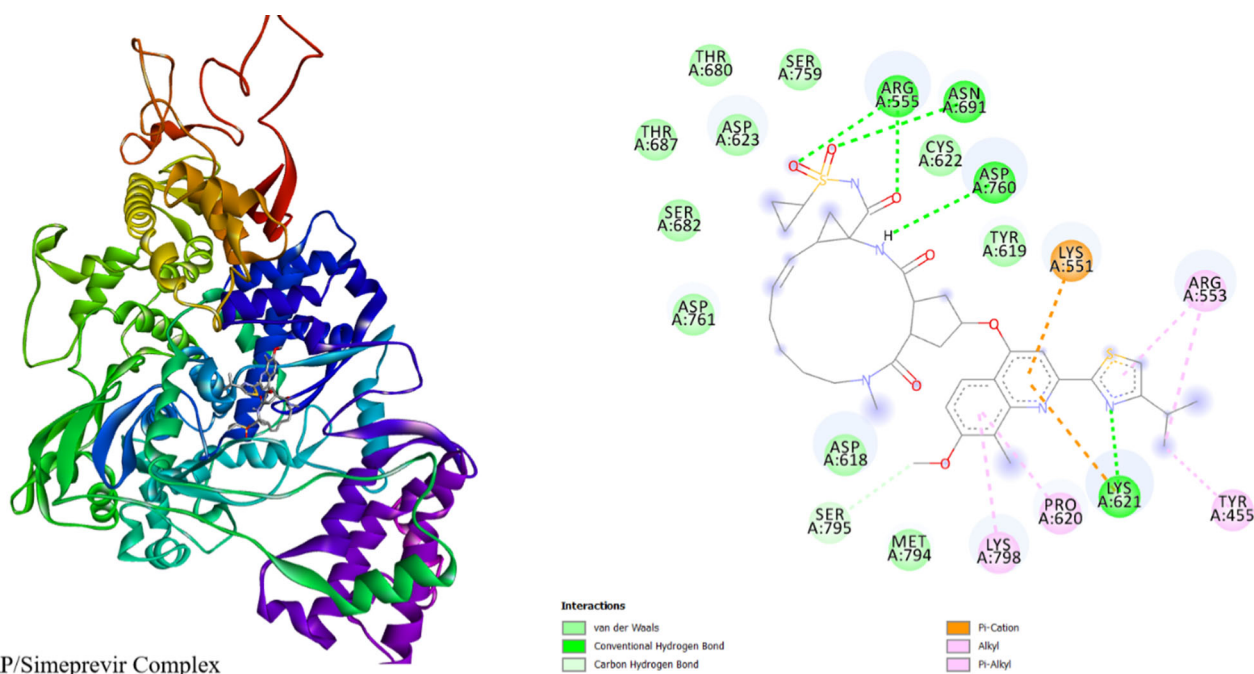 THR
A:680
SER
A:759
ARG
A:555
ASN
A:691
THR
A:687
ASP
A:623
CYS
A:622
ASP
A:760
SER
A:682
TYR
A:619
LYS
A:551
ARG
A:553
ASP
A:761
ASP
A:618
SER
A:795
MET
A:794
LYS
A:798
PRO
A:620
LYS
A:621
TYR
A:455
O
O
S
N
O
H
N
O
O
N
O
S
N
N
O
Interactions
van der Waals
Conventional Hydrogen Bond
Carbon Hydrogen Bond
Pi-Cation
Alkyl
Pi-Alkyl
P/Simeprevir Complex